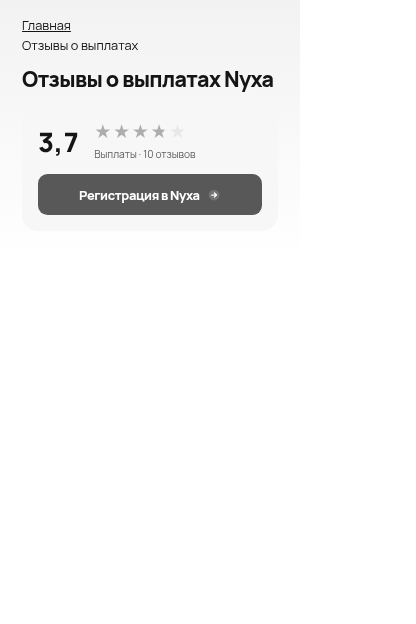 Главная
Отзывы о выплатах
Отзывы о выплатах Nyxa
3,7
Выплаты · 10 отзывов
Регистрация в Nyxa